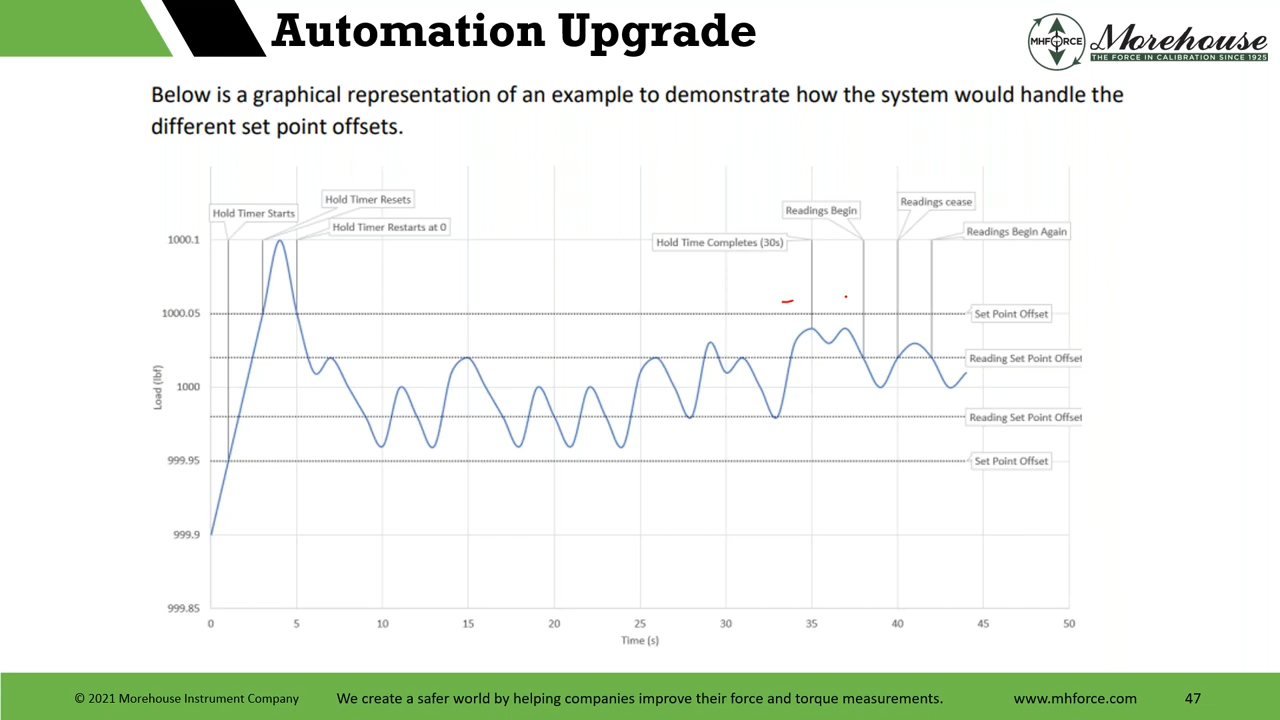 Automation Upgrade
MHFORCE
Morehouse
THE FORCE IN CALIBRATION SINCE 1925
Below is a graphical representation of an example to demonstrate how the system would handle the
different set point offsets.
Hold Timer Starts
Hold Timer Resets
Hold Timer Restarts at 0
Hold Time Completes (30s)
Readings Begin
Readings cease
Readings Begin Again
1000.1
1000.05
1000
999.95
999.9
999.85
Load (lbf)
Set Point Offset
Reading Set Point Offset
Reading Set Point Offset
Set Point Offset
0 5 10 15 20 25 30 35 40 45 50
Time (s)
© 2021 Morehouse Instrument Company
We create a safer world by helping companies improve their force and torque measurements.
www.mhforce.com
47